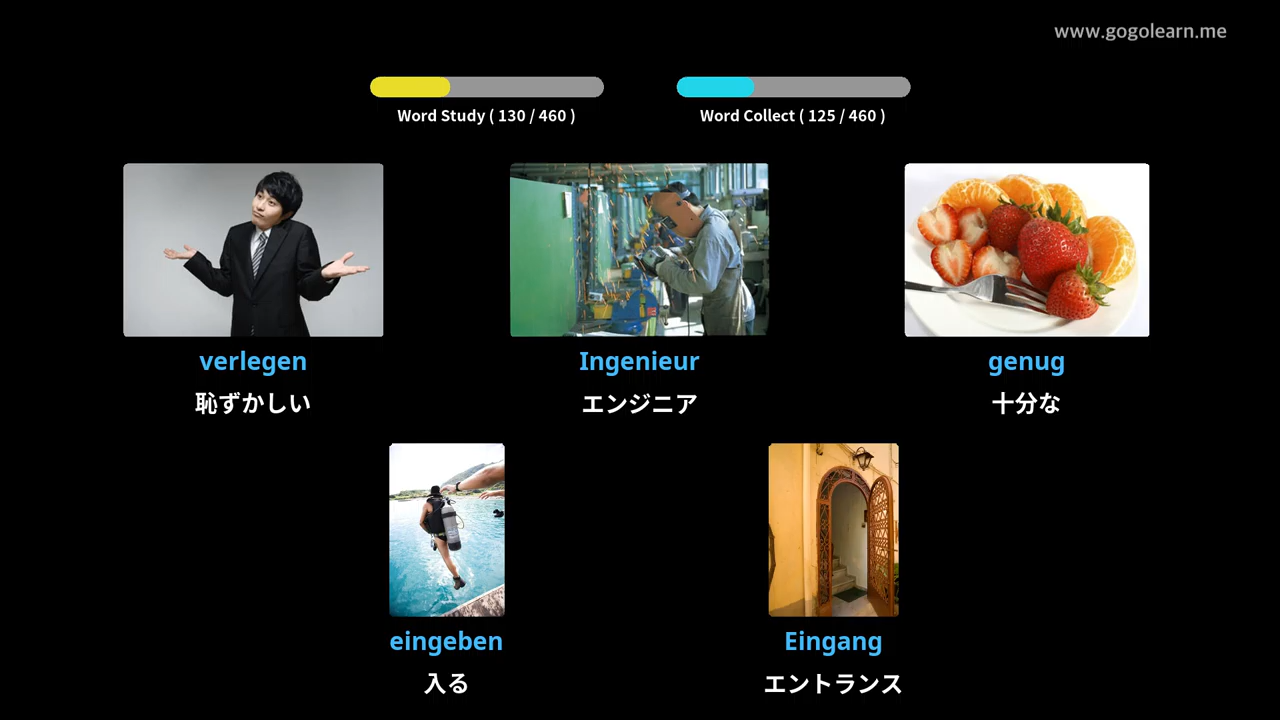 www.gogolearn.me
Word Study ( 130 / 460 )
Word Collect ( 125 / 460 )
verlegen
恥ずかしい
Ingenieur
エンジニア
genug
十分な
eingeben
入る
Eingang
エントランス